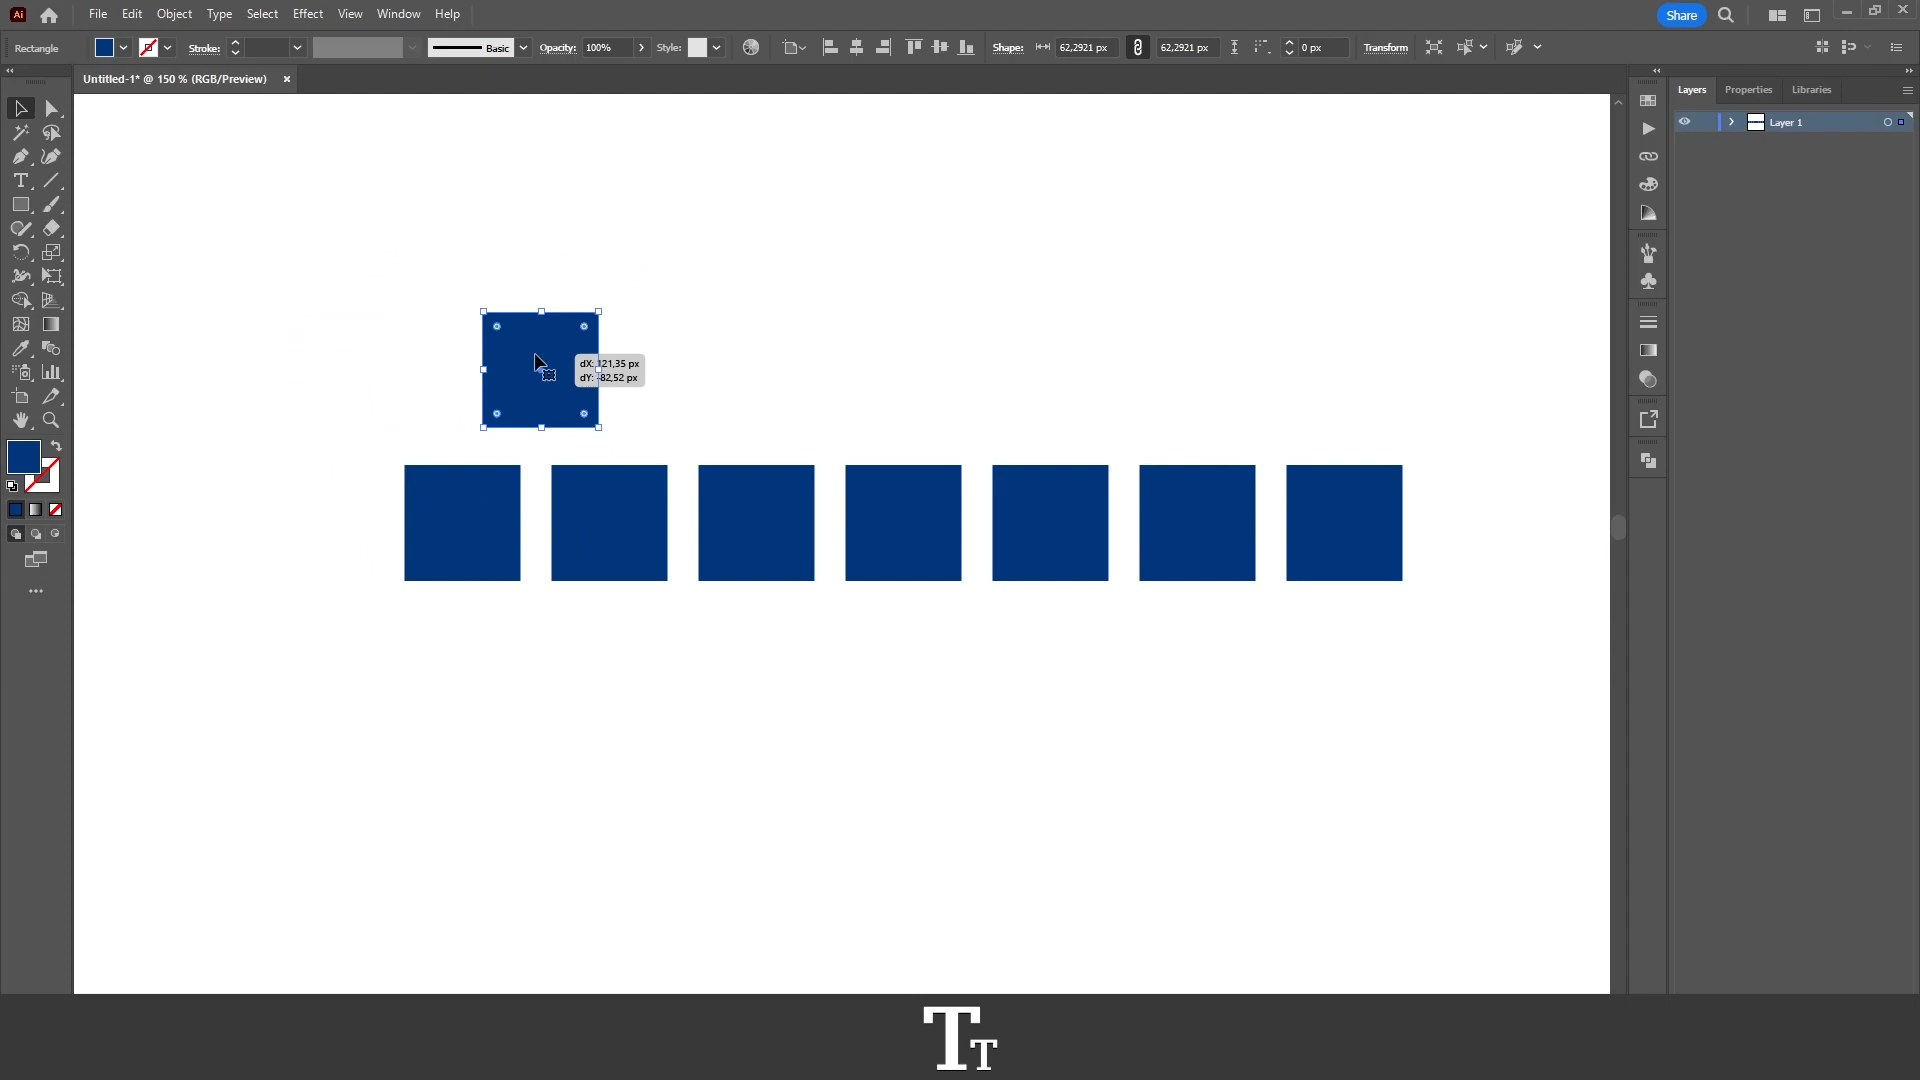 Ai File Edit Object Type Select Effect View Window Help Share
Rectangle Stroke: Basic Opacity: 100% Style: Shape: 62,2921 px 62,2921 px 0 px Transform
Untitled-1* @ 150 % (RGB/Preview)
Layers Properties Libraries
Layer 1
dX: 121,35 px
dY: -82,52 px
TT